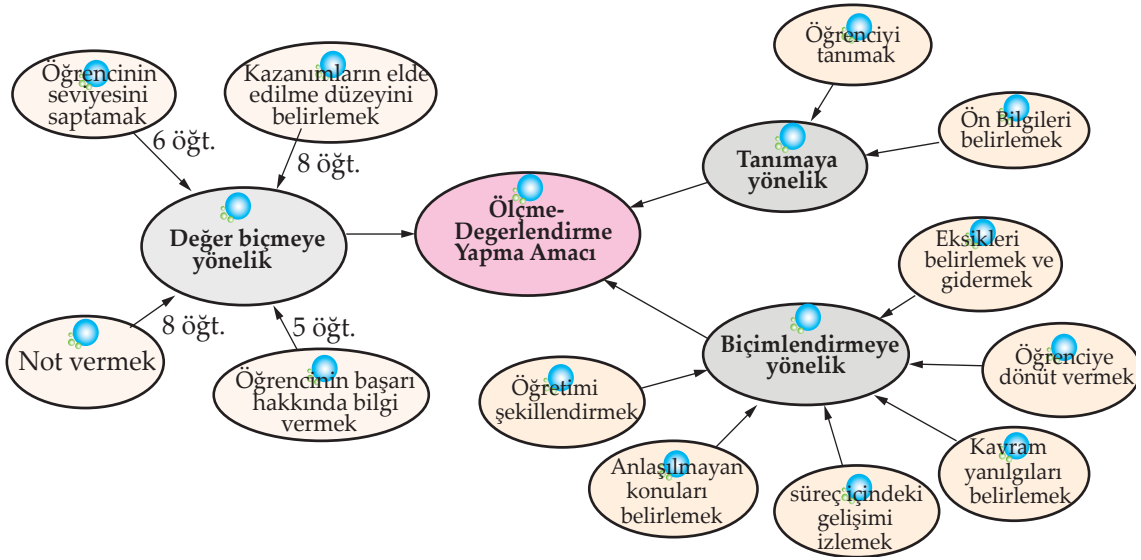 Öğrencinin
seviyesini
saptamak
Kazanımların elde
edilme düzeyini
belirlemek
6 öğt.
8 öğt.
Değer biçmeye
yönelik
Not vermek
8 öğt.
5 öğt.
Öğrencinin başarı
hakkında bilgi
vermek
Ölçme-
Degerlendirme
Yapma Amacı
Öğrenciyi
tanımak
Ön Bilgileri
belirlemek
Tanımaya
yönelik
Eksikleri
belirlemek ve
gidermek
Biçimlendirmeye
yönelik
Öğrenciye
dönüt vermek
Öğretimi
şekillendirmek
Anlaşılmayan
konuları
belirlemek
süreç içindeki
gelişimi
izlemek
Kavram
yanılgıları
belirlemek